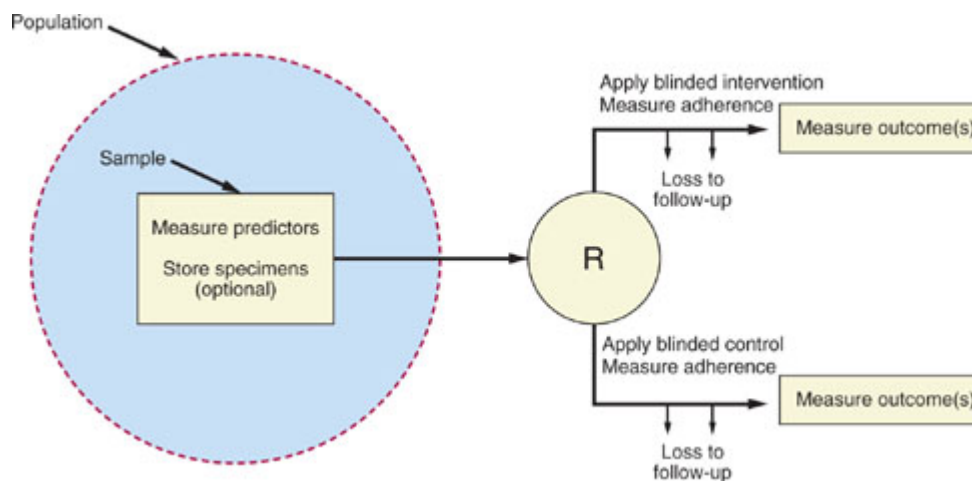 Population
Sample
Measure predictors
Store specimens
(optional)
R
Apply blinded intervention
Measure adherence
Loss to
follow-up
Measure outcome(s)
Apply blinded control
Measure adherence
Loss to
follow-up
Measure outcome(s)